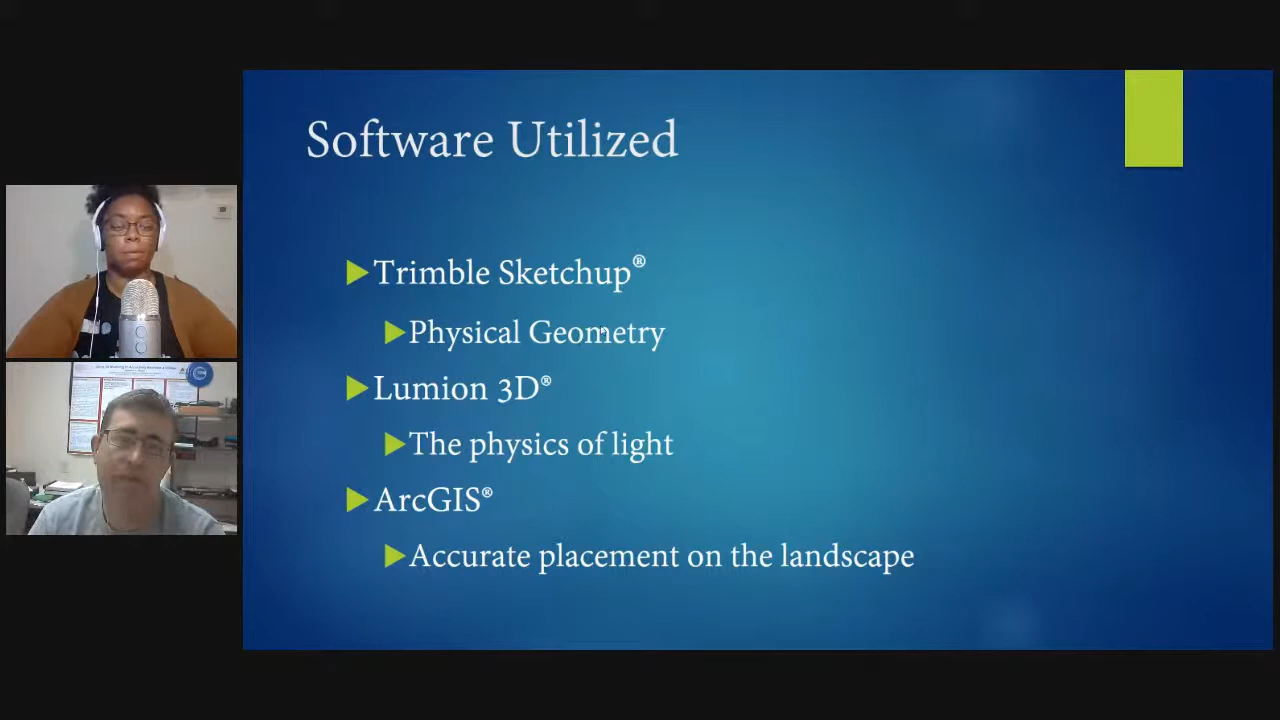 Software Utilized
Trimble Sketchup®
Physical Geometry
Lumion 3D®
The physics of light
ArcGIS®
Accurate placement on the landscape